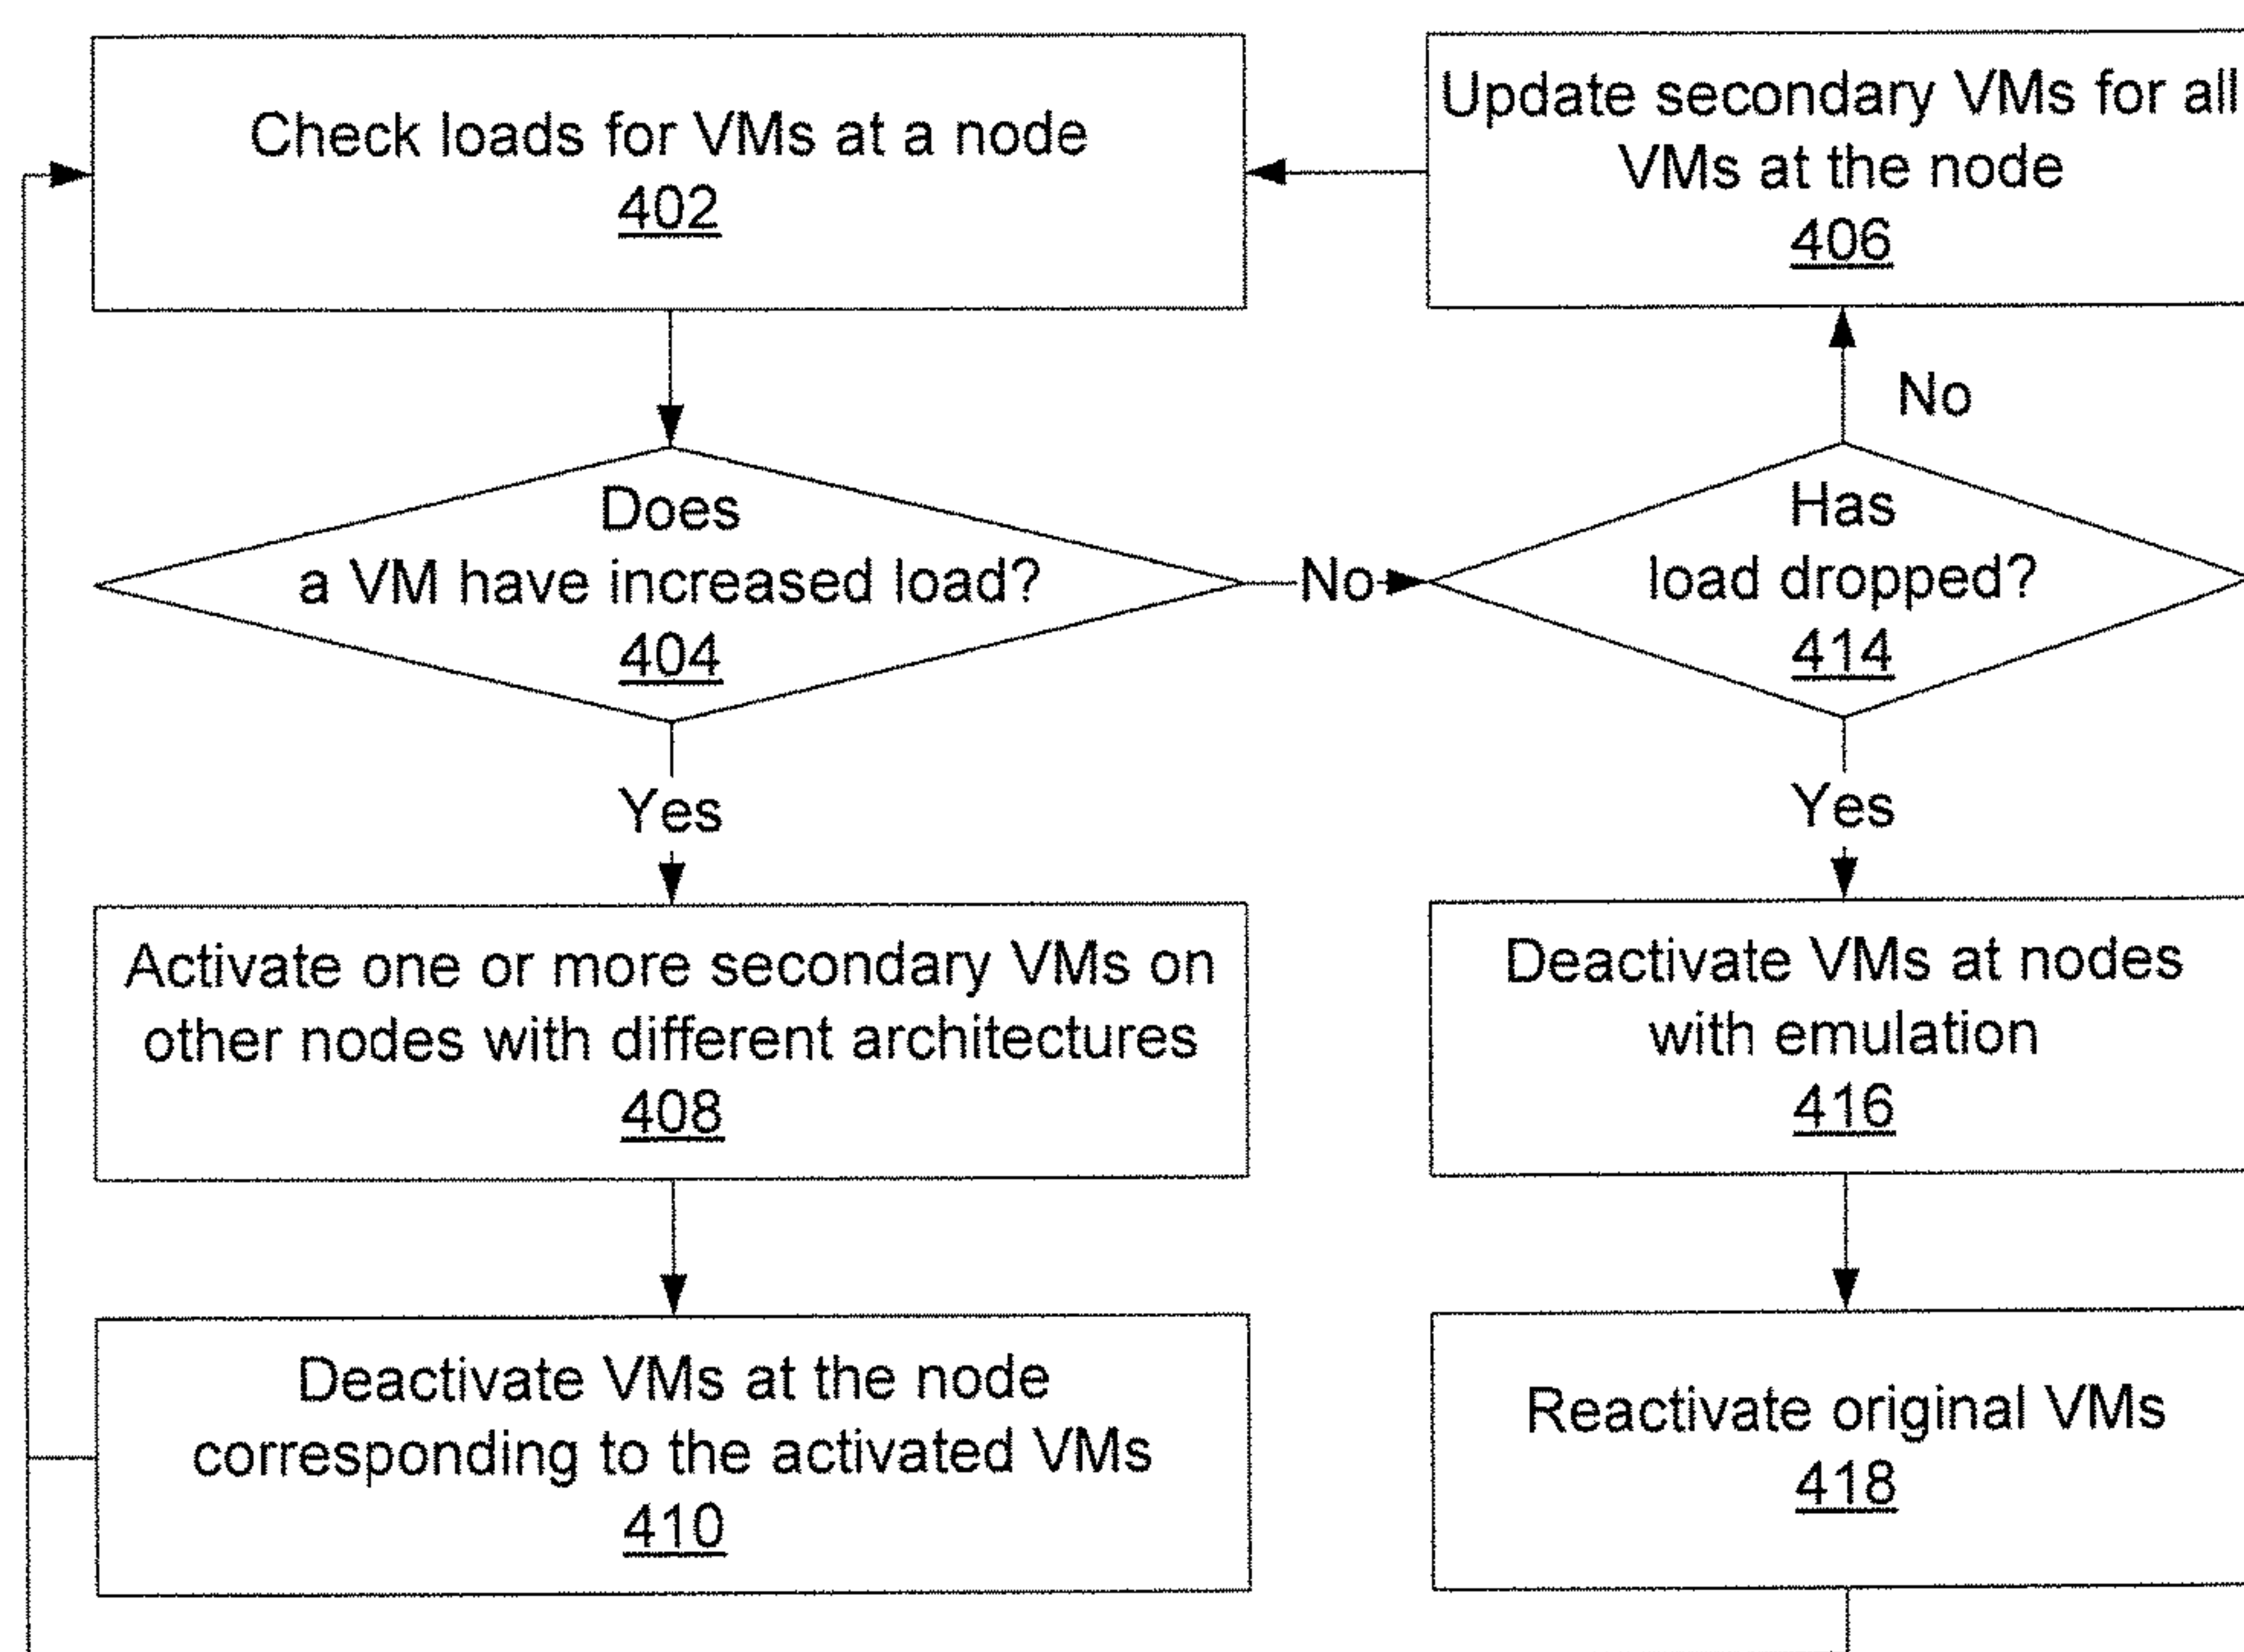 Check loads for VMs at a node
402
Update secondary VMs for all
VMs at the node
406
Does
a VM have increased load?
404
No
Has
load dropped?
414
No
Yes
Yes
Activate one or more secondary VMs on
other nodes with different architectures
408
Deactivate VMs at nodes
with emulation
416
Deactivate VMs at the node
corresponding to the activated VMs
410
Reactivate original VMs
418